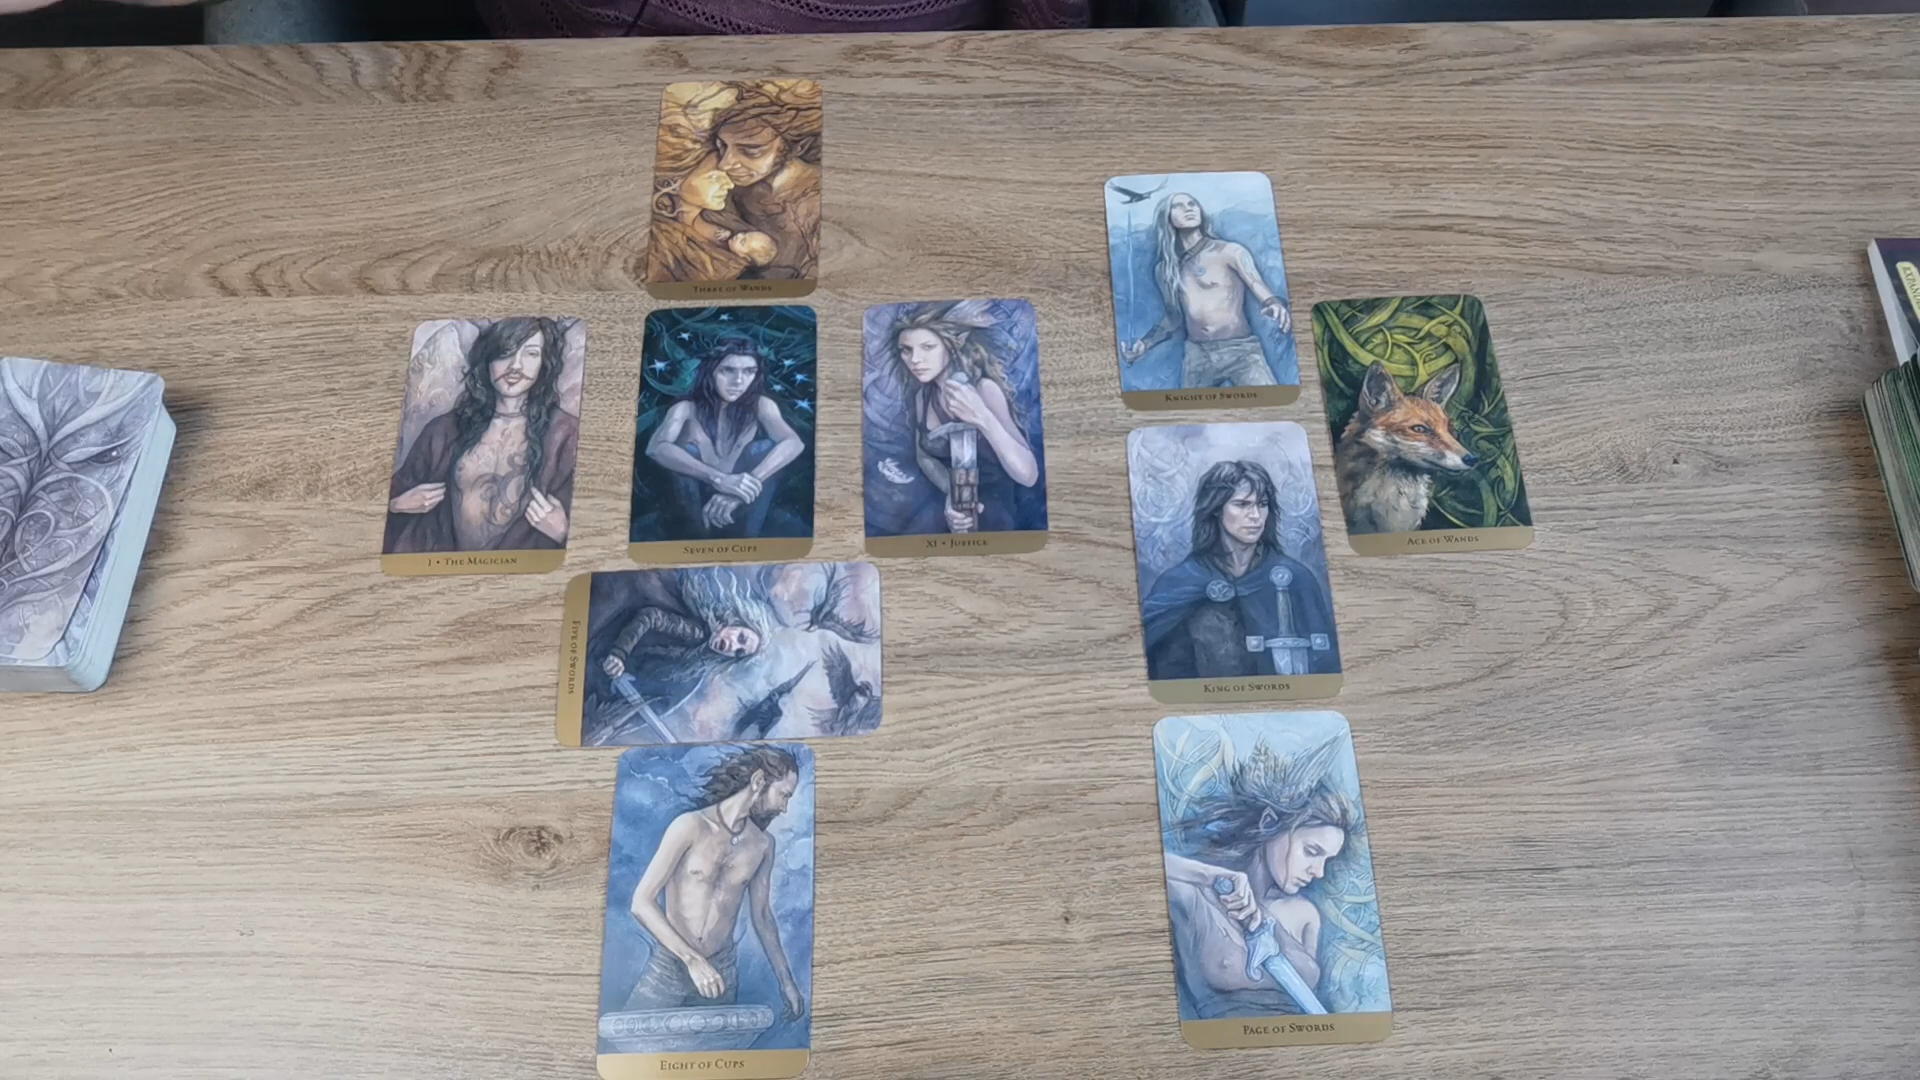 THREE OF WANDS
KNIGHT OF SWORDS
I • THE MAGICIAN
SEVEN OF CUPS
XI • JUSTICE
ACE OF WANDS
FIVE OF SWORDS
KING OF SWORDS
EIGHT OF CUPS
PAGE OF SWORDS